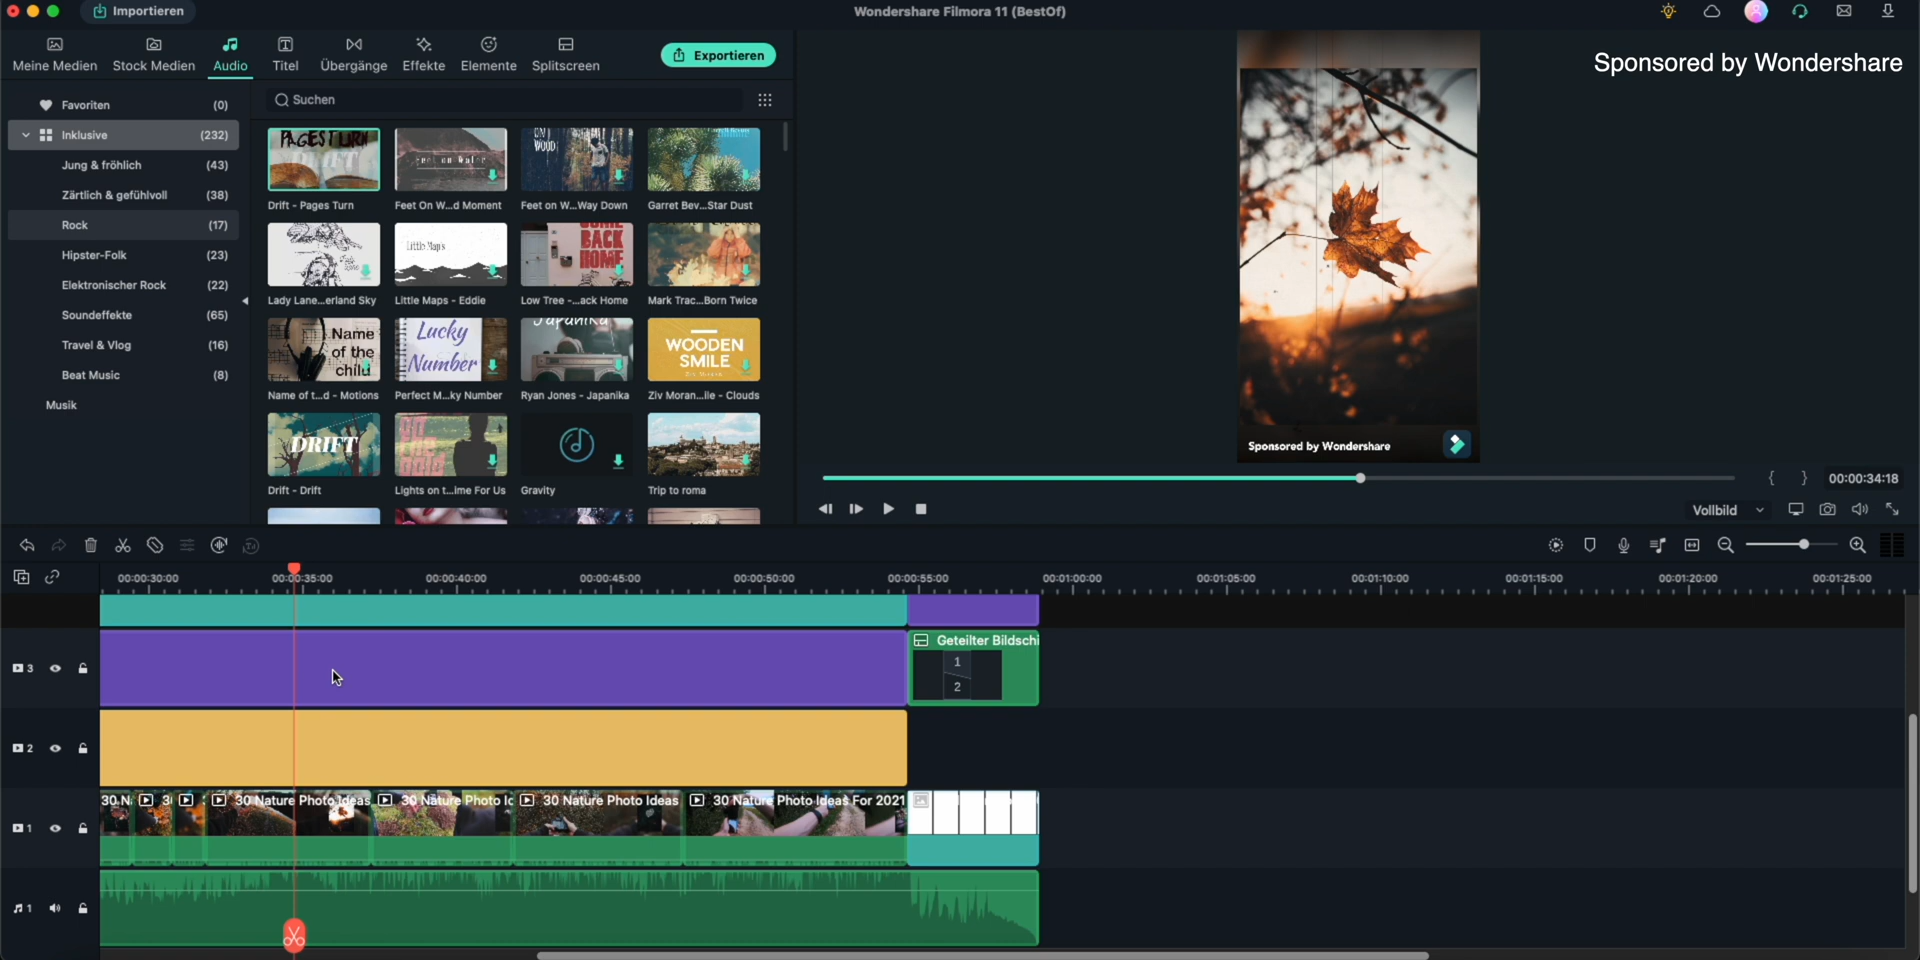 Importieren
Wondershare Filmora 11 (BestOf)
Meine Medien
Stock Medien
Audio
Titel
Übergänge
Effekte
Elemente
Splitscreen
Exportieren
Sponsored by Wondershare
Favoriten (0)
Inklusive (232)
Jung & fröhlich (43)
Zärtlich & gefühlvoll (38)
Rock (17)
Hipster-Folk (23)
Elektronischer Rock (22)
Soundeffekte (65)
Travel & Vlog (16)
Beat Music (8)
Musik
Suchen
PAGES TURN
DRIFT
Feet on Water
WOOD
Drift - Pages Turn
Feet On W...d Moment
Feet on W...Way Down
Garret Bev...Star Dust
Little Maps
COME
BACK
HOME
Lady Lane...erland Sky
Little Maps - Eddie
Low Tree -...ack Home
Mark Trac...Born Twice
Name
of the
child
Lucky
Number
Japanika
WOODEN
SMILE
Name of t...d - Motions
Perfect M...ky Number
Ryan Jones - Japanika
Ziv Moran...lle - Clouds
DRIFT
Drift - Drift
Lights on t...ime For Us
Gravity
Trip to roma
Sponsored by Wondershare
{ } 00:00:34:18
Vollbild
00:00:30:00
00:00:35:00
00:00:40:00
00:00:45:00
00:00:50:00
00:00:55:00
00:01:00:00
00:01:05:00
00:01:10:00
00:01:15:00
00:01:20:00
00:01:25:00
3
Geteilter Bildschi
1
2
2
1
30 N
30 Nature Photo Ideas
30 Nature Photo Ic
30 Nature Photo Ideas
30 Nature Photo Ideas For 2021
1